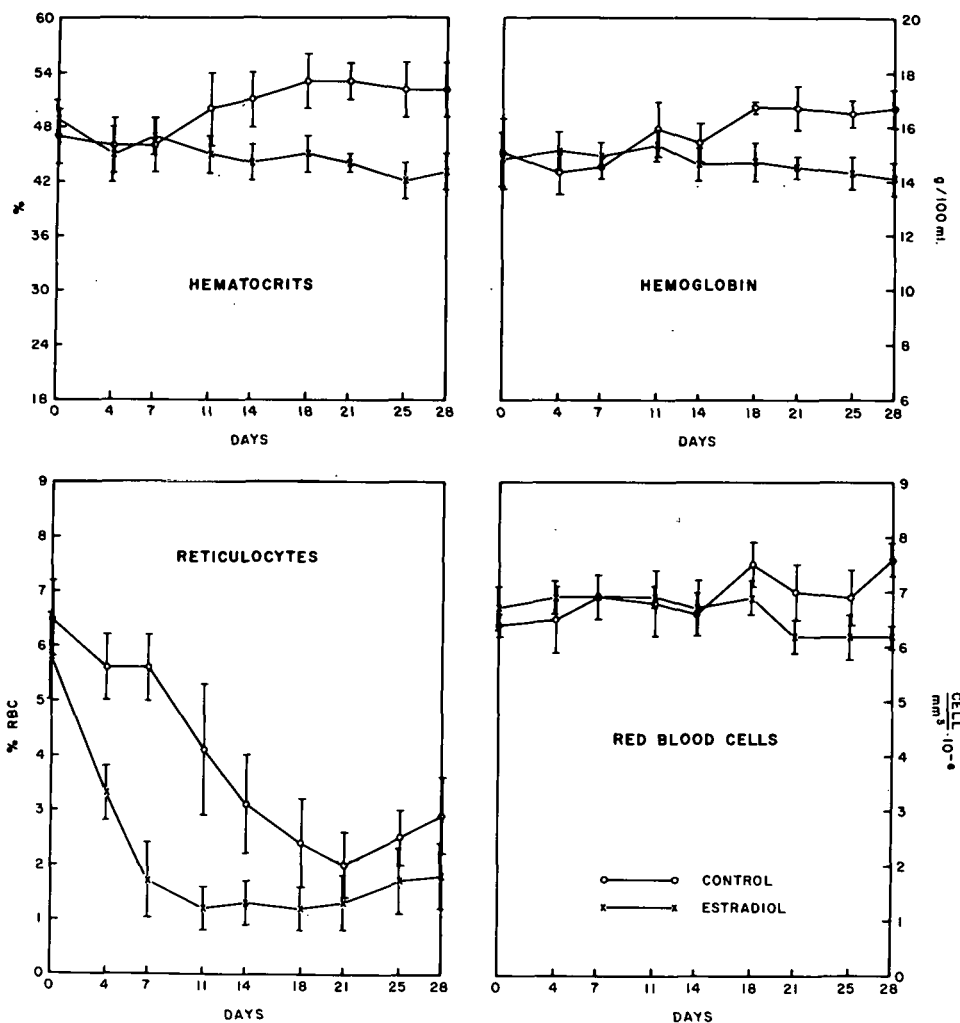 60
54
48
42
36
30
24
18
%
HEMATOCRITS
0 4 7 11 14 18 21 25 28
DAYS
20
18
16
14
12
10
8
6
g/100 ml.
HEMOGLOBIN
0 4 7 11 14 18 21 25 28
DAYS
9
8
7
6
5
4
3
2
1
0
% RBC
RETICULOCYTES
0 4 7 11 14 18 21 25 28
DAYS
9
8
7
6
5
4
3
2
1
0
CELL
mm³ ·10⁻⁶
RED BLOOD CELLS
CONTROL
ESTRADIOL
0 4 7 11 14 18 21 25 28
DAYS